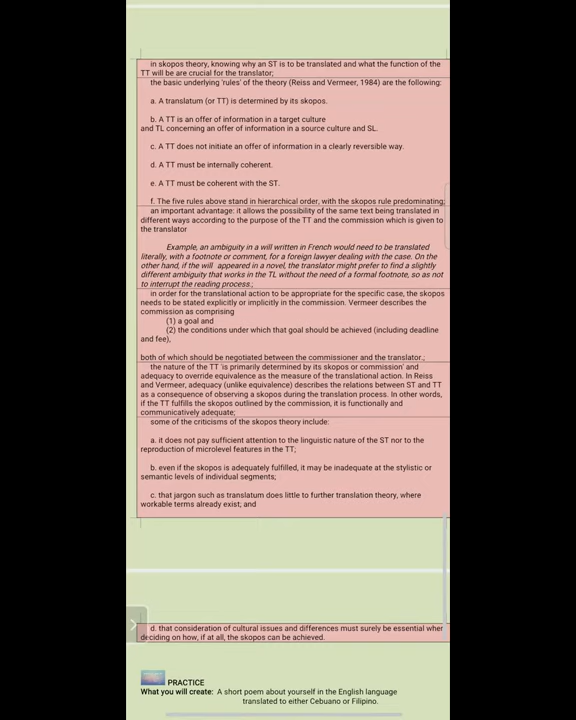 in skopos theory, knowing why an ST is to be translated and what the function of the
TT will be are crucial for the translator;
the basic underlying 'rules' of the theory (Reiss and Vermeer, 1984) are the following:
a. A translatum (or TT) is determined by its skopos.
b. A TT is an offer of information in a target culture
and TL concerning an offer of information in a source culture and SL.
c. A TT does not initiate an offer of information in a clearly reversible way.
d. A TT must be internally coherent.
e. A TT must be coherent with the ST.
f. The five rules above stand in hierarchical order, with the skopos rule predominating;
an important advantage: it allows the possibility of the same text being translated in
different ways according to the purpose of the TT and the commission which is given to
the translator
Example, an ambiguity in a will written in French would need to be translated
literally, with a footnote or comment, for a foreign lawyer dealing with the case. On the
other hand, if the will appeared in a novel, the translator might prefer to find a slightly
different ambiguity that works in the TL without the need of a formal footnote, so as not
to interrupt the reading process.;
in order for the translational action to be appropriate for the specific case, the skopos
needs to be stated explicitly or implicitly in the commission. Vermeer describes the
commission as comprising
(1) a goal and
(2) the conditions under which that goal should be achieved (including deadline
and fee),
both of which should be negotiated between the commissioner and the translator.;
the nature of the TT 'is primarily determined by its skopos or commission' and
adequacy to override equivalence as the measure of the translational action. In Reiss
and Vermeer, adequacy (unlike equivalence) describes the relations between ST and TT
as a consequence of observing a skopos during the translation process. In other words,
if the TT fulfills the skopos outlined by the commission, it is functionally and
communicatively adequate;
some of the criticisms of the skopos theory include:
a. it does not pay sufficient attention to the linguistic nature of the ST nor to the
reproduction of microlevel features in the TT;
b. even if the skopos is adequately fulfilled, it may be inadequate at the stylistic or
semantic levels of individual segments;
c. that jargon such as translatum does little to further translation theory, where
workable terms already exist; and
d. that consideration of cultural issues and differences must surely be essential when
deciding on how, if at all, the skopos can be achieved.
PRACTICE
What you will create: A short poem about yourself in the English language
translated to either Cebuano or Filipino.